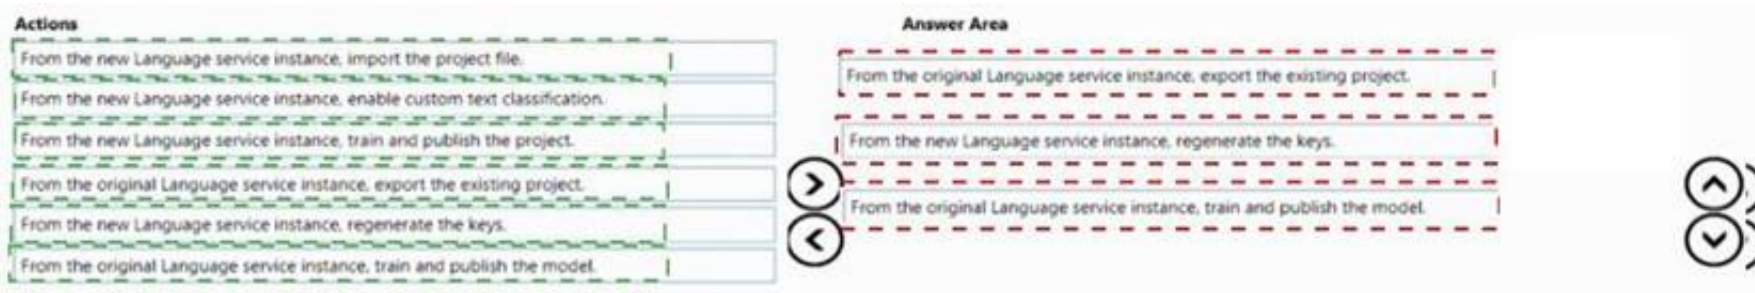 Actions
From the new Language service instance, import the project file.
From the new Language service instance, enable custom text classification.
From the new Language service instance, train and publish the project.
From the original Language service instance, export the existing project.
From the new Language service instance, regenerate the keys.
From the original Language service instance, train and publish the model.
Answer Area
From the original Language service instance, export the existing project.
From the new Language service instance, regenerate the keys.
From the original Language service instance, train and publish the model.